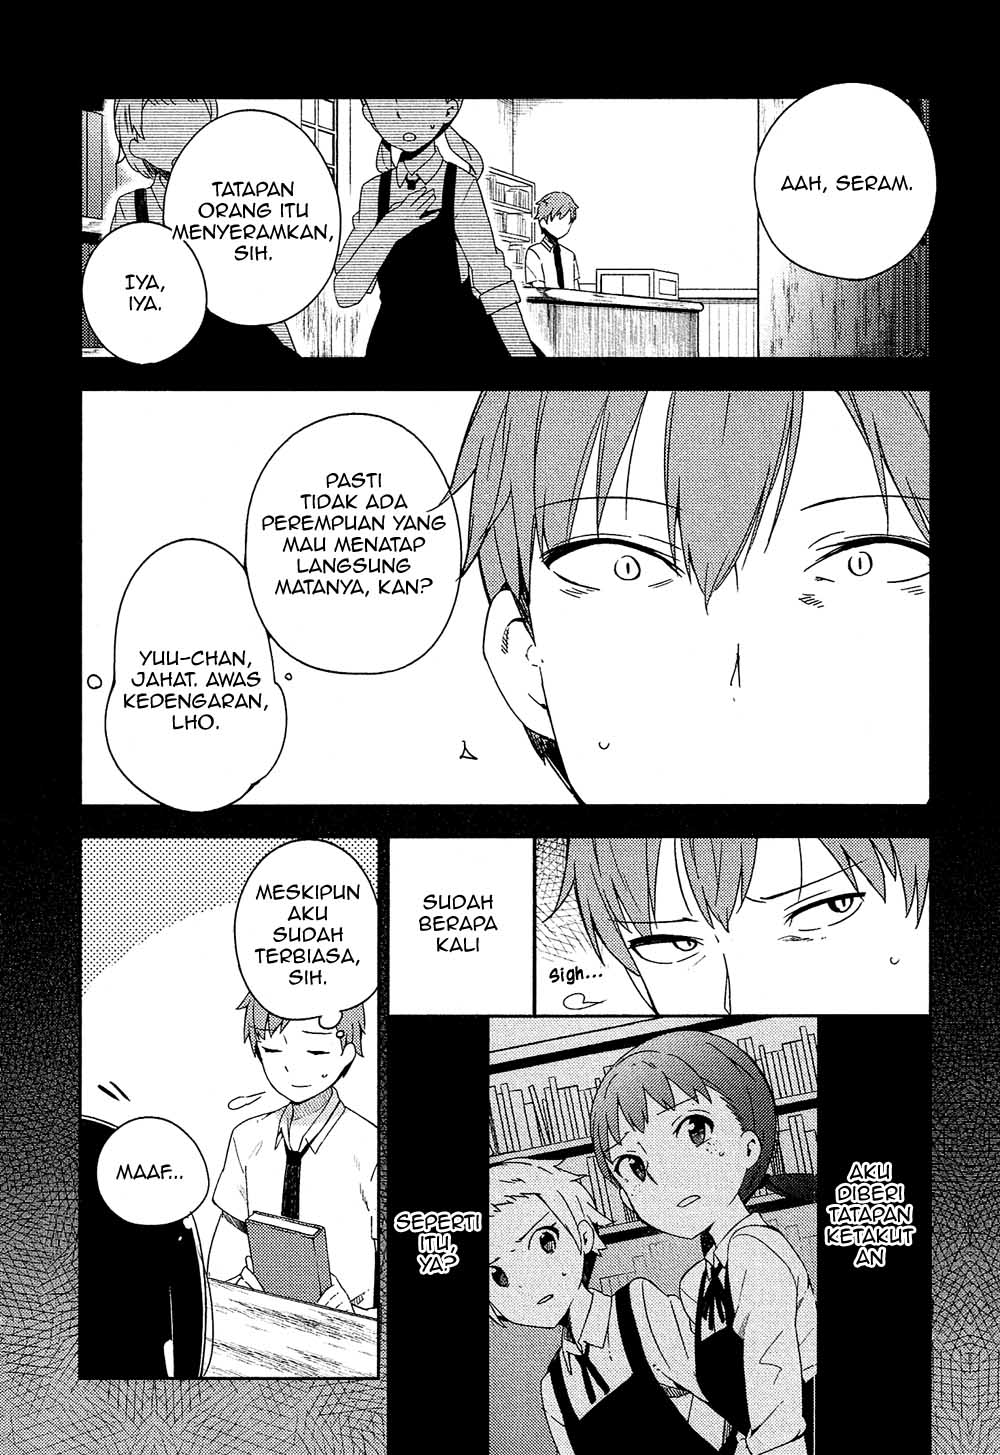 AAH, SERAM.
TATAPAN
ORANG ITU
MENYERAMKAN,
SIH.
IYA,
IYA.
PASTI
TIDAK ADA
PEREMPUAN YANG
MAU MENATAP
LANGSUNG
MATANYA, KAN?
YUU-CHAN,
JAHAT. AWAS
KEDENGARAN,
LHO.
Sigh...
SUDAH
BERAPA
KALI
AKU
DIBERI
TATAPAN
KETAKUT
AN
SEPERTI
ITU,
YA?
MESKIPUN
AKU
SUDAH
TERBIASA,
SIH.
MAAF...